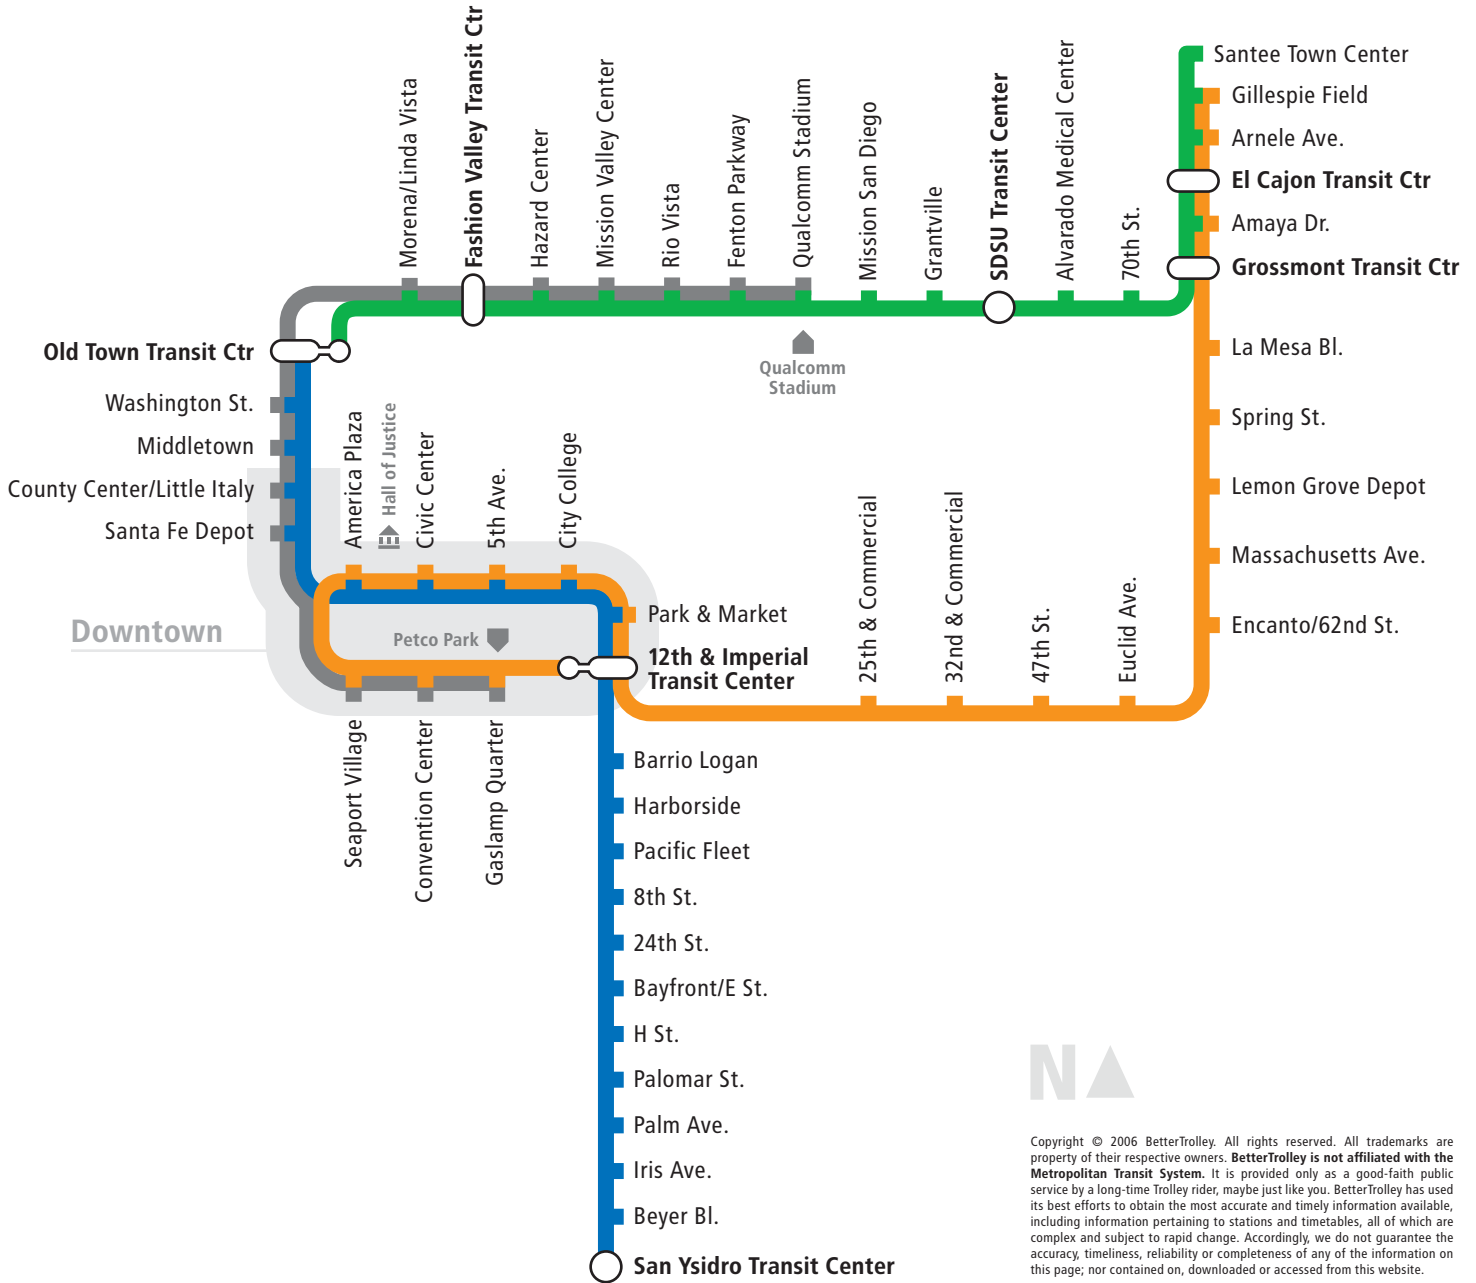 Morena/Linda Vista
Fashion Valley Transit Ctr
Hazard Center
Mission Valley Center
Rio Vista
Fenton Parkway
Qualcomm Stadium
Mission San Diego
Grantville
SDSU Transit Center
Alvarado Medical Center
70th St.
Santee Town Center
Gillespie Field
Arnele Ave.
El Cajon Transit Ctr
Amaya Dr.
Grossmont Transit Ctr
La Mesa Bl.
Spring St.
Lemon Grove Depot
Massachusetts Ave.
Encanto/62nd St.
Qualcomm
Stadium
Old Town Transit Ctr
Washington St.
Middletown
County Center/Little Italy
Santa Fe Depot
America Plaza
Hall of Justice
Civic Center
5th Ave.
City College
Downtown
Petco Park
Park & Market
12th & Imperial
Transit Center
25th & Commercial
32nd & Commercial
47th St.
Euclid Ave.
Seaport Village
Convention Center
Gaslamp Quarter
Barrio Logan
Harborside
Pacific Fleet
8th St.
24th St.
Bayfront/E St.
H St.
Palomar St.
Palm Ave.
Iris Ave.
Beyer Bl.
San Ysidro Transit Center
N
Copyright © 2006 BetterTrolley. All rights reserved. All trademarks are
property of their respective owners. BetterTrolley is not affiliated with the
Metropolitan Transit System. It is provided only as a good-faith public
service by a long-time Trolley rider, maybe just like you. BetterTrolley has used
its best efforts to obtain the most accurate and timely information available,
including information pertaining to stations and timetables, all of which are
complex and subject to rapid change. Accordingly, we do not guarantee the
accuracy, timeliness, reliability or completeness of any of the information on
this page; nor contained on, downloaded or accessed from this website.